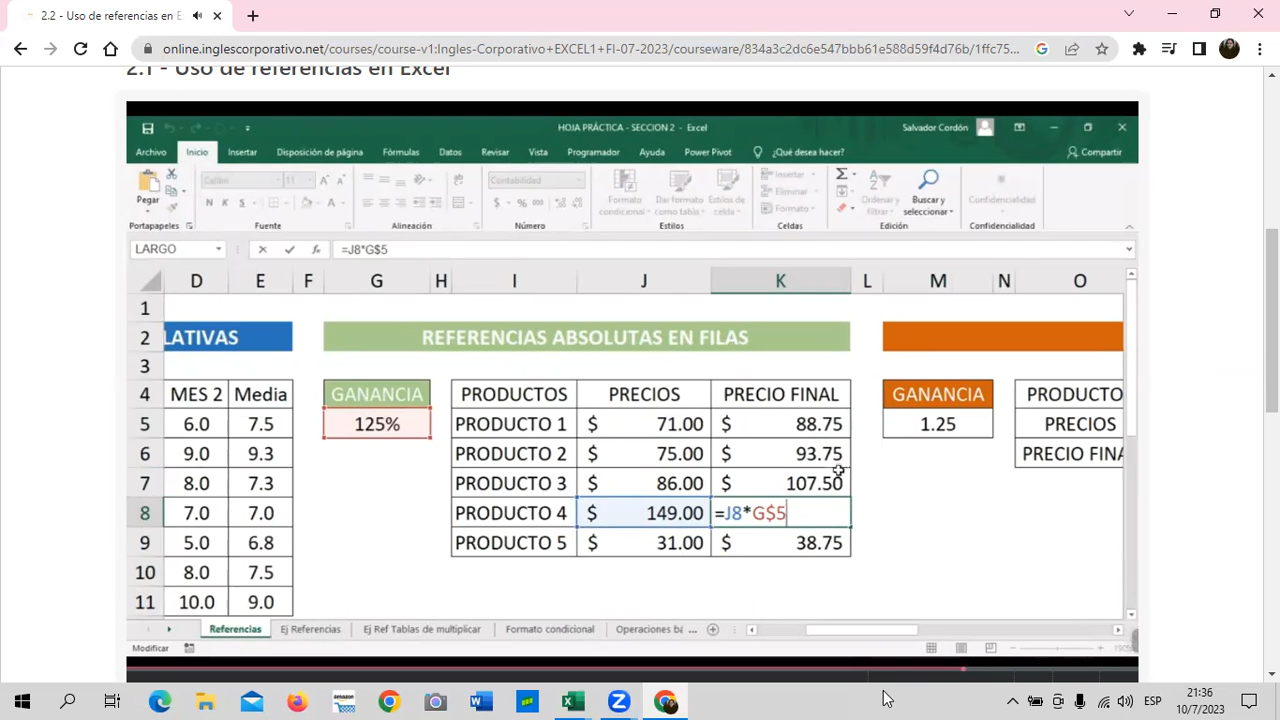 2.2 - Uso de referencias en E
online.inglescorporativo.net/courses/course-v1:Ingles-Corporativo+EXCEL1+FI-07-2023/courseware/834a3c2dd6e547bbb61e588d59f4d76b/1ffc75...
2.1 - Uso de referencias en Excel
HOJA PRÁCTICA - SECCION 2 - Excel
Salvador Cordón
Archivo Inicio Insertar Disposición de página Fórmulas Datos Revisar Vista Programador Ayuda Power Pivot ¿Qué desea hacer? Compartir
Pegar
Calibri 11
Contabilidad
Formato condicional
Dar formato como tabla
Estilos de celda
Insertar
Eliminar
Formato
Ordenar y filtrar
Buscar y seleccionar
Confidencialidad
Portapapeles Fuente Alineación Número Estilos Celdas Edición Confidencialidad
LARGO =J8*G$5
D E F G H I J K L M N O
1
2 LATIVAS REFERENCIAS ABSOLUTAS EN FILAS
3
4 MES 2 Media GANANCIA PRODUCTOS PRECIOS PRECIO FINAL GANANCIA PRODUCTO
5 6.0 7.5 125% PRODUCTO 1 $ 71.00 $ 88.75 1.25 PRECIOS
6 9.0 9.3 PRODUCTO 2 $ 75.00 $ 93.75 PRECIO FINA
7 8.0 7.3 PRODUCTO 3 $ 86.00 $ 107.50
8 7.0 7.0 PRODUCTO 4 $ 149.00 =J8*G$5
9 5.0 6.8 PRODUCTO 5 $ 31.00 $ 38.75
10 8.0 7.5
11 10.0 9.0
Referencias Ej Referencias Ej Ref Tablas de multiplicar Formato condicional Operaciones ba ...
Modificar
ESP
21:36
10/7/2023